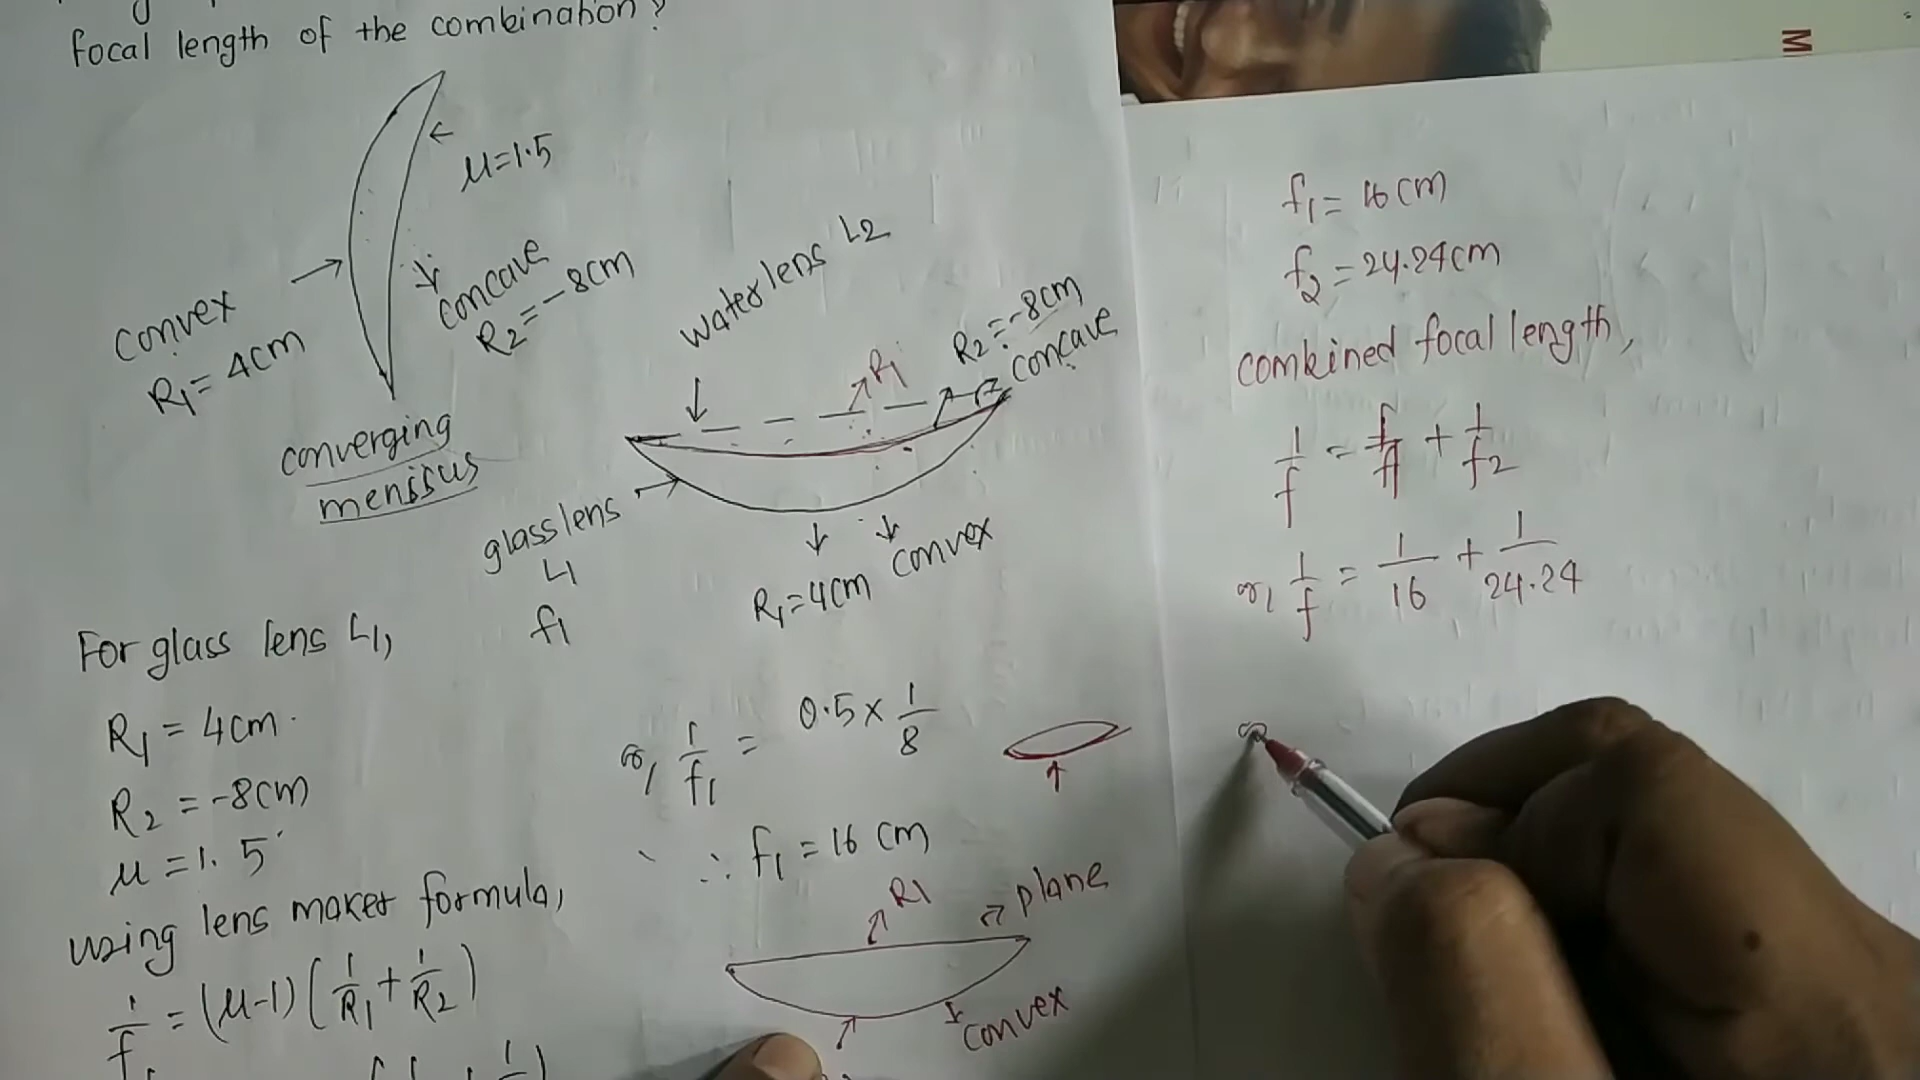 focal length of the combination?
μ=1.5
convex
R1= 4cm
concave
R2=-8cm
converging
menisus
water lens L2
R1
R2=-8cm
concave
glass lens
L1
f1
R1=4cm convex
For glass lens L1,
R1 = 4cm.
R2 = -8cm
μ = 1.5
using lens maker formula,
1/f1 = (μ-1)(1/R1 + 1/R2)
or, 1/f1 = 0.5 × 1/8
∴ f1 = 16 cm
R1
plane
convex
M
f1 = 16 cm
f2 = 24.24cm
combined focal length,
1/f = 1/f1 + 1/f2
or, 1/f = 1/16 + 1/24.24